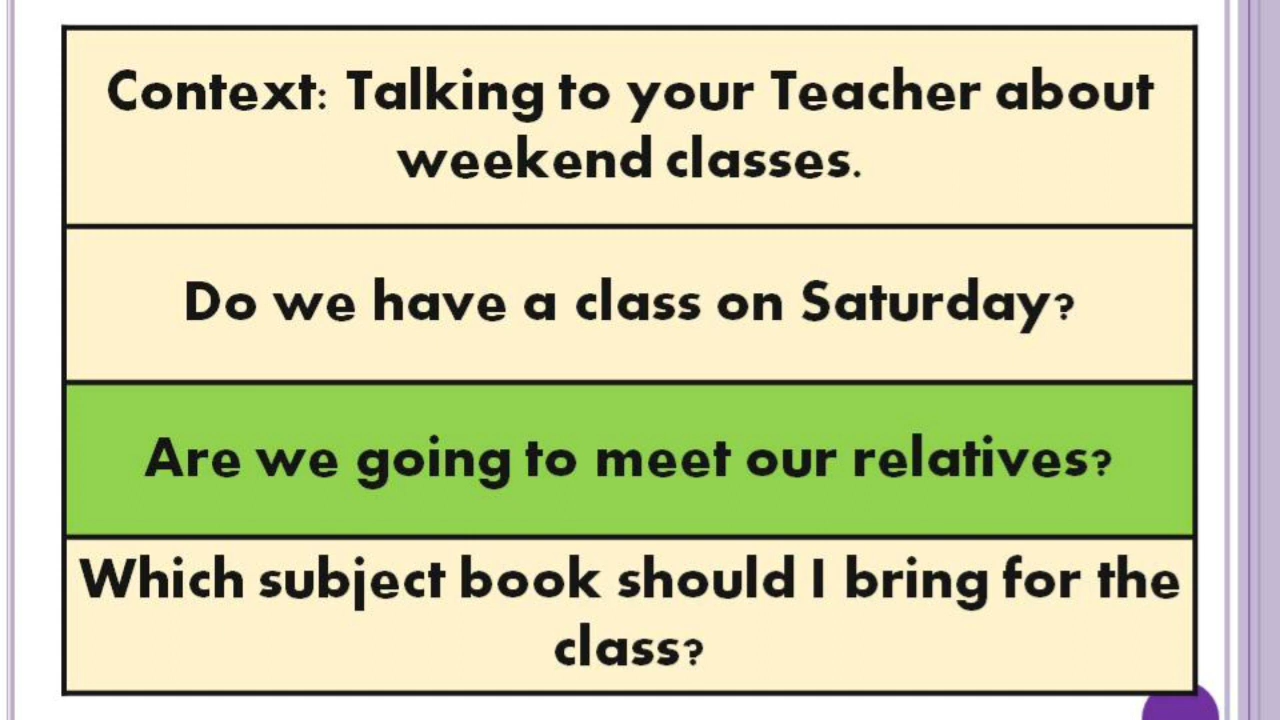 Context: Talking to your Teacher about
weekend classes.
Do we have a class on Saturday?
Are we going to meet our relatives?
Which subject book should I bring for the
class?